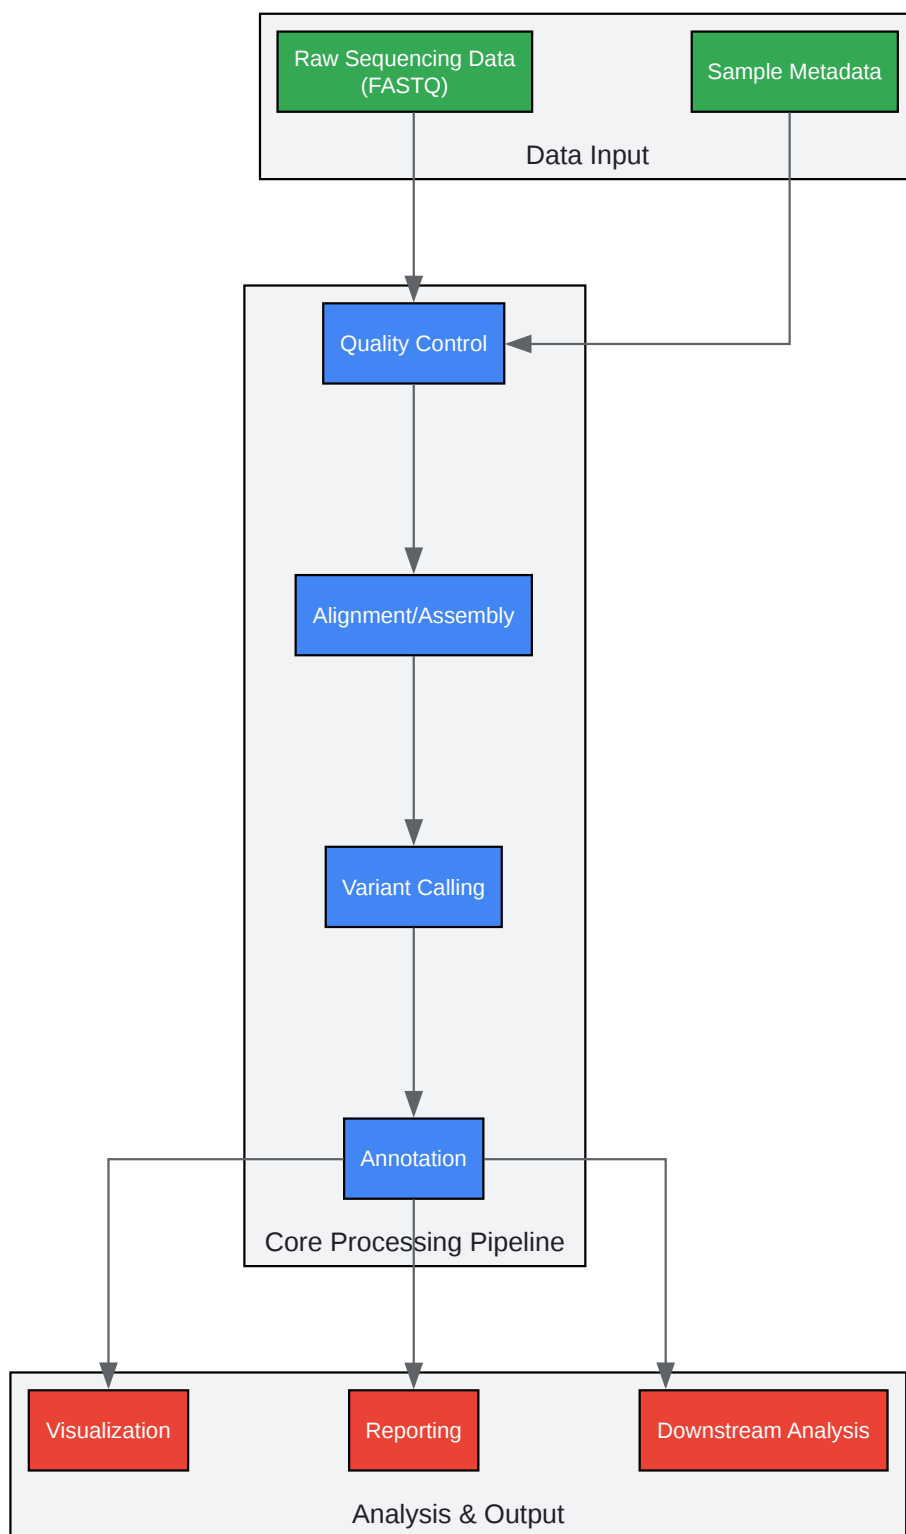 Raw Sequencing Data
(FASTQ)
Sample Metadata
Data Input
Quality Control
Alignment/Assembly
Variant Calling
Annotation
Core Processing Pipeline
Visualization
Reporting
Downstream Analysis
Analysis & Output